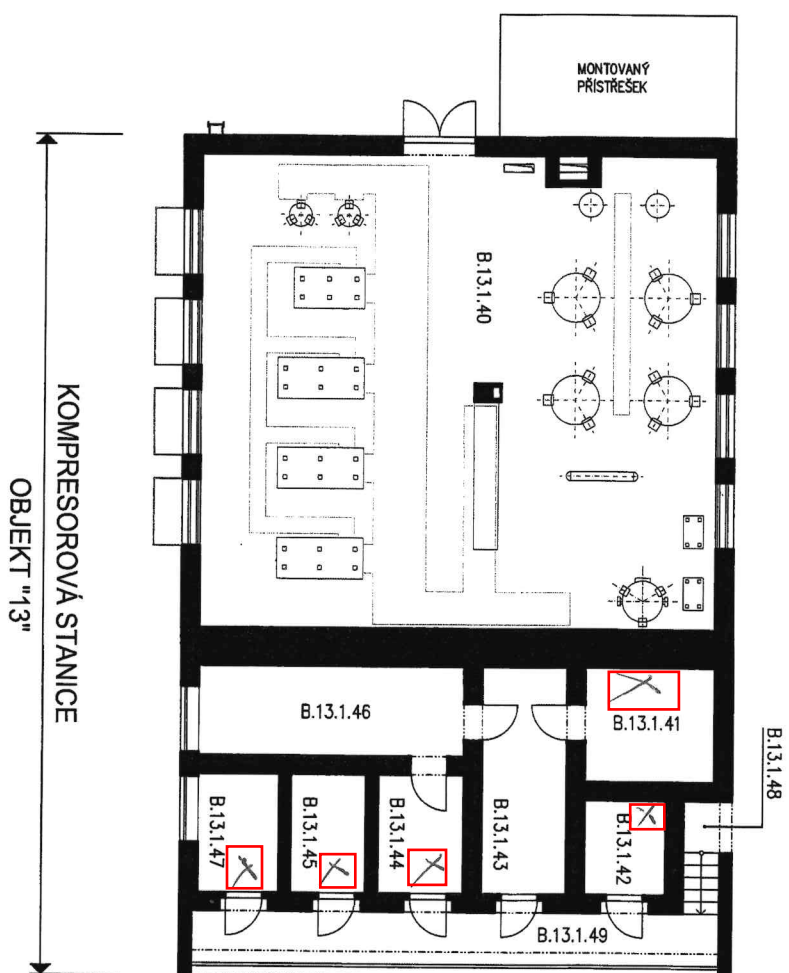 MONTOVANÝ
PŘÍSTŘEŠEK
B.13.1.40
KOMPRESOROVÁ STANICE
OBJEKT "13"
B.13.1.46
B.13.1.41
B.13.1.48
B.13.1.47
B.13.1.45
B.13.1.44
B.13.1.43
B.13.1.42
B.13.1.49